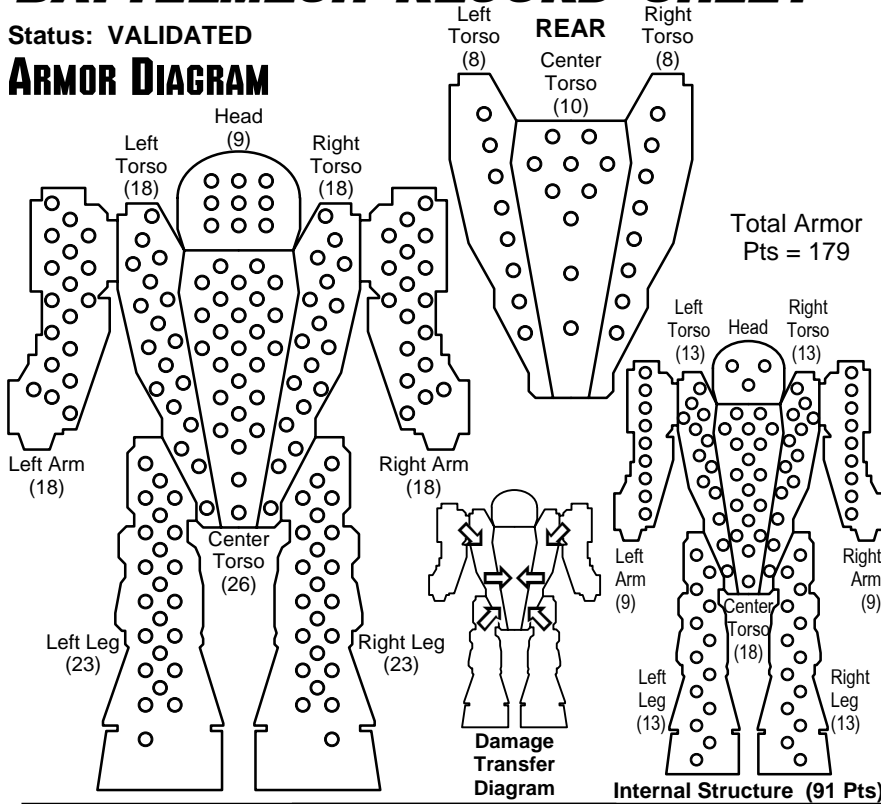 BATTLEMECH RECORD SHEET
Status: VALIDATED
ARMOR DIAGRAM
Head
(9)
Left
Torso
(18)
Right
Torso
(18)
Left Arm
(18)
Right Arm
(18)
Center
Torso
(26)
Left Leg
(23)
Right Leg
(23)
Left
Torso
(8)
REAR
Center
Torso
(10)
Right
Torso
(8)
Total Armor
Pts = 179
Left
Torso
(13)
Head
Right
Torso
(13)
Left
Arm
(9)
Right
Arm
(9)
Center
Torso
(18)
Left
Leg
(13)
Right
Leg
(13)
Damage
Transfer
Diagram
Internal Structure (91 Pts)